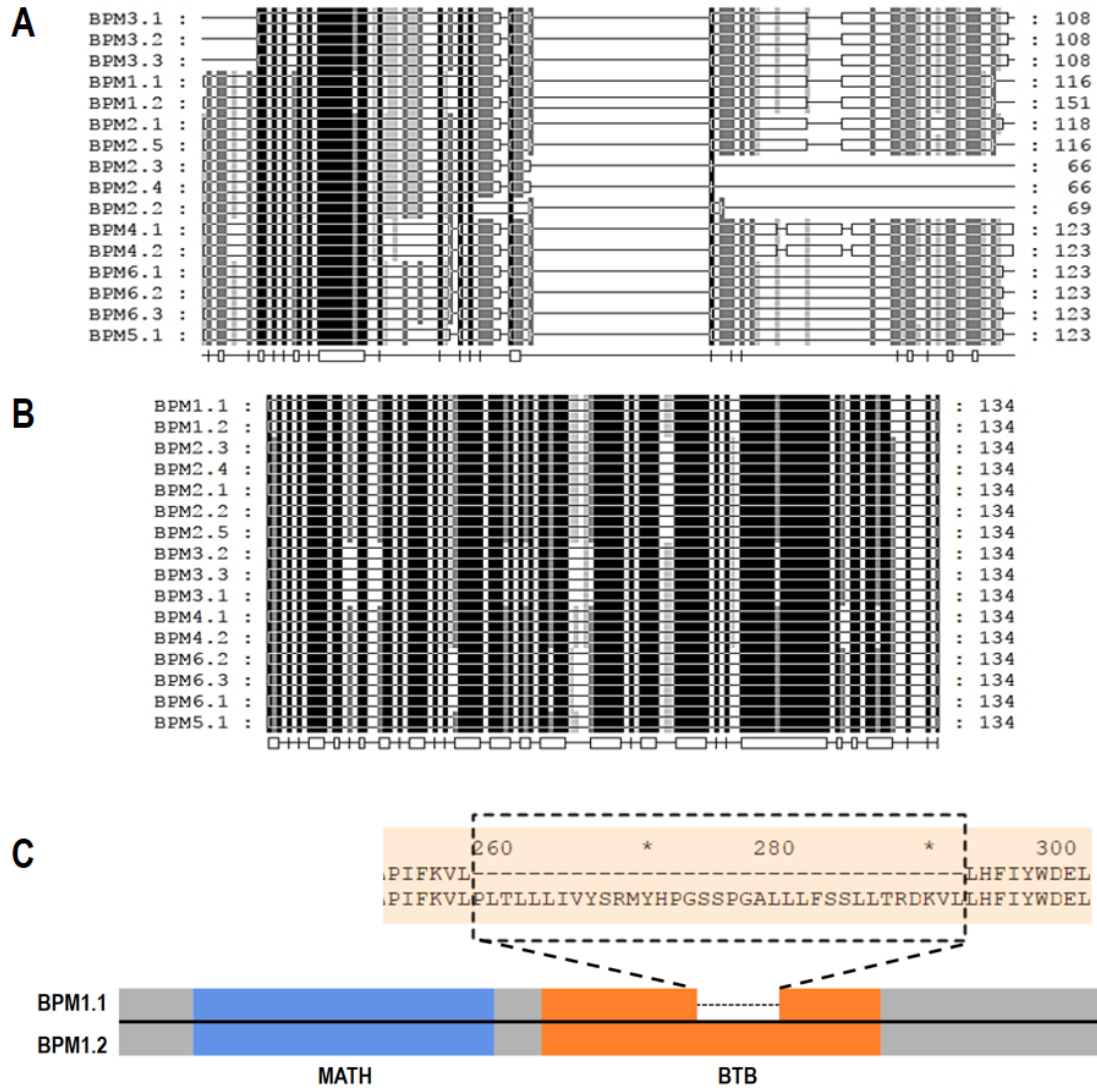 A
BPM3.1 : : 108
BPM3.2 : : 108
BPM3.3 : : 108
BPM1.1 : : 116
BPM1.2 : : 151
BPM2.1 : : 118
BPM2.5 : : 116
BPM2.3 : : 66
BPM2.4 : : 66
BPM2.2 : : 69
BPM4.1 : : 123
BPM4.2 : : 123
BPM6.1 : : 123
BPM6.2 : : 123
BPM6.3 : : 123
BPM5.1 : : 123
B
BPM1.1 : : 134
BPM1.2 : : 134
BPM2.3 : : 134
BPM2.4 : : 134
BPM2.1 : : 134
BPM2.2 : : 134
BPM2.5 : : 134
BPM3.2 : : 134
BPM3.3 : : 134
BPM3.1 : : 134
BPM4.1 : : 134
BPM4.2 : : 134
BPM6.2 : : 134
BPM6.3 : : 134
BPM6.1 : : 134
BPM5.1 : : 134
C
260 * 280 * 300
PIFKVL-----------------------------------LHFIYWDEL
PIFKVLPLTLLLIVYSRMYHPGSSPGALLLFSSLLTRDKVLLHFIYWDEL
BPM1.1
BPM1.2
MATH BTB